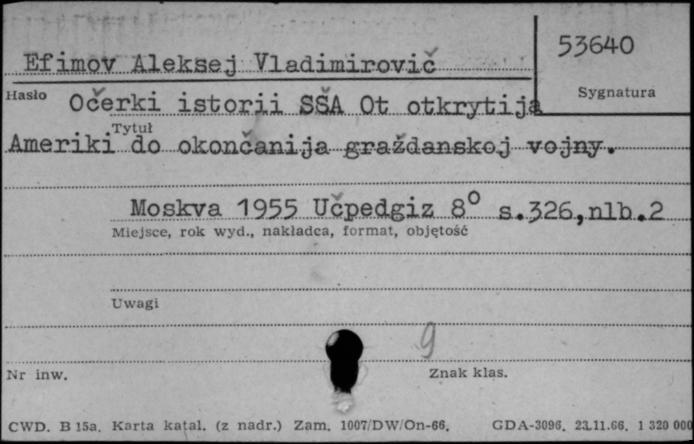 53640
Efimov Aleksej Vladimirovič
Hasło
Sygnatura
Očerki istorii SŠA Ot otkrytija
Tytuł
Ameriki do okončanija graždanskoj vojny.
Moskva 1955 Učpedgiz 8° s.326,nlb.2
Miejsce, rok wyd., nakładca, format, objętość
Uwagi
9
Nr inw.
Znak klas.
CWD. B 15a. Karta katal. (z nadr.) Zam. 1007/DW/On-66. GDA-3096. 23.11.66. 1 320 000